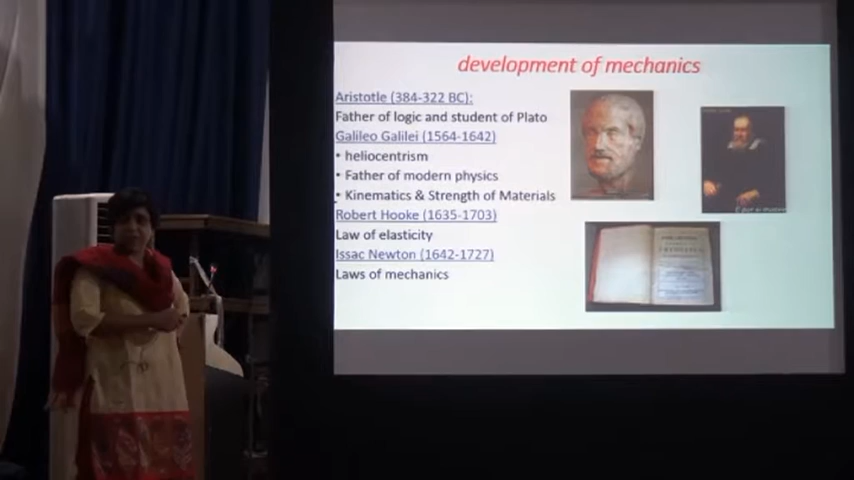 development of mechanics
Aristotle (384-322 BC):
Father of logic and student of Plato
Galileo Galilei (1564-1642)
• heliocentrism
• Father of modern physics
• Kinematics & Strength of Materials
Robert Hooke (1635-1703)
Law of elasticity
Issac Newton (1642-1727)
Laws of mechanics